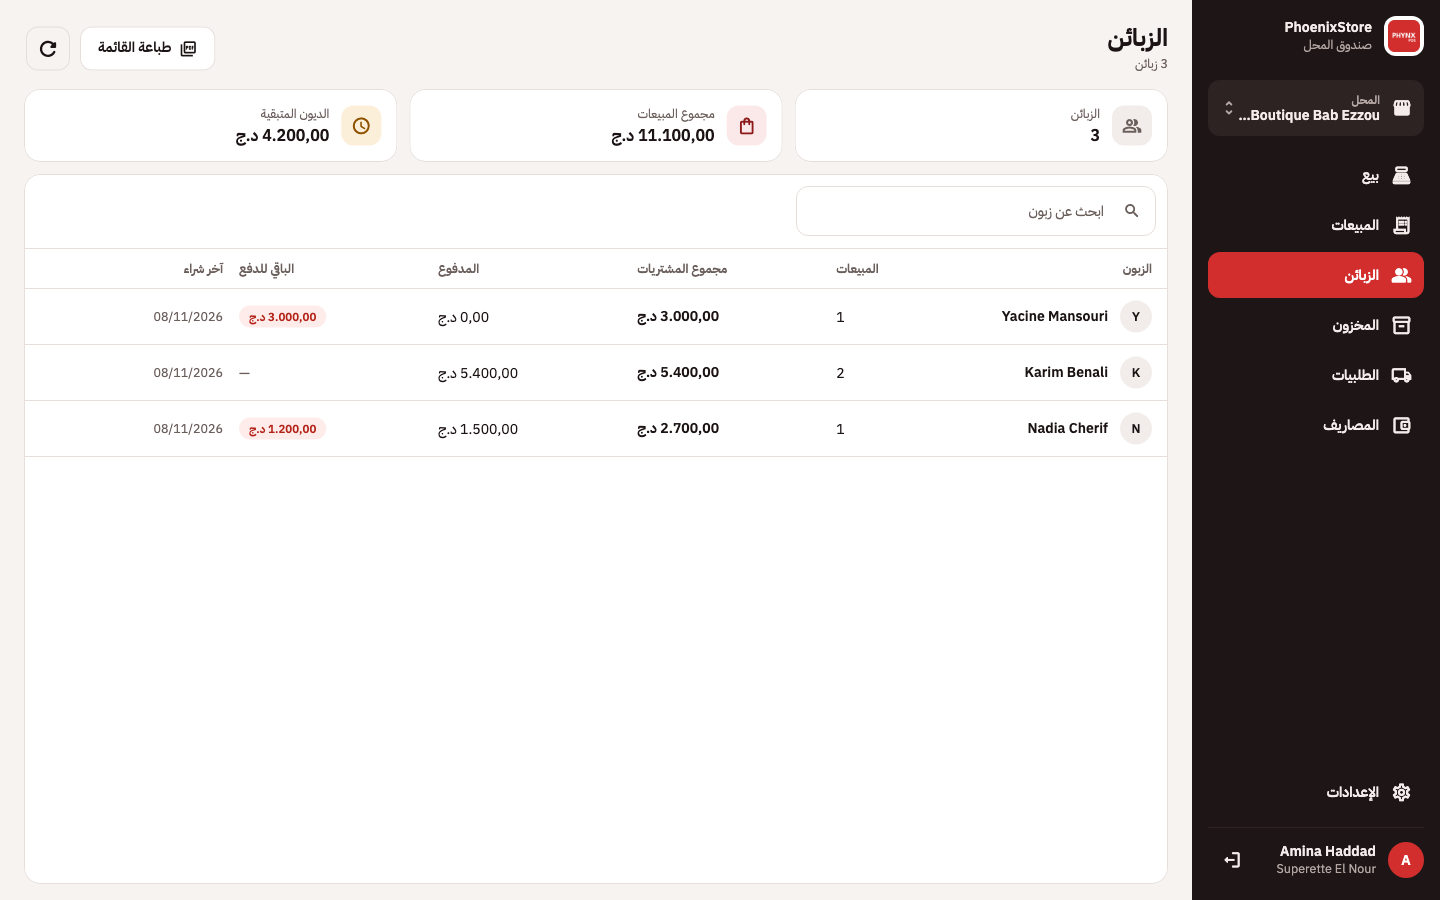 PHYNX
POS
PhoenixStore
صندوق المحل
المحل
Boutique Bab Ezzou...
بيع
المبيعات
الزبائن
المخزون
الطلبيات
المصاريف
الإعدادات
A
Amina Haddad
Superette El Nour
الزبائن
3 زبائن
طباعة القائمة
الزبائن
3
مجموع المبيعات
11.100,00 د.ج
الديون المتبقية
4.200,00 د.ج
ابحث عن زبون
الزبون المبيعات مجموع المشتريات المدفوع الباقي للدفع آخر شراء
Y Yacine Mansouri 1 3.000,00 د.ج 0,00 د.ج 3.000,00 د.ج 08/11/2026
K Karim Benali 2 5.400,00 د.ج 5.400,00 د.ج — 08/11/2026
N Nadia Cherif 1 2.700,00 د.ج 1.500,00 د.ج 1.200,00 د.ج 08/11/2026